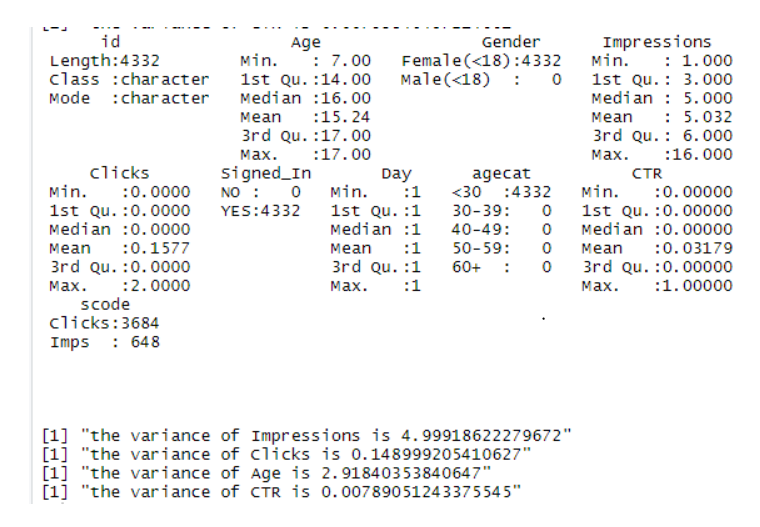 [1] "the variance of CTR is
id Age Gender Impressions
Length:4332 Min. : 7.00 Female(<18):4332 Min. : 1.000
Class :character 1st Qu.:14.00 Male(<18) : 0 1st Qu.: 3.000
Mode :character Median :16.00 Median : 5.000
Mean :15.24 Mean : 5.032
3rd Qu.:17.00 3rd Qu.: 6.000
Max. :17.00 Max. :16.000
Clicks Signed_In Day agecat CTR
Min. :0.0000 NO : 0 Min. :1 <30 :4332 Min. :0.00000
1st Qu.:0.0000 YES:4332 1st Qu.:1 30-39: 0 1st Qu.:0.00000
Median :0.0000 Median :1 40-49: 0 Median :0.00000
Mean :0.1577 Mean :1 50-59: 0 Mean :0.03179
3rd Qu.:0.0000 3rd Qu.:1 60+ : 0 3rd Qu.:0.00000
Max. :2.0000 Max. :1 Max. :1.00000
scode
Clicks:3684
Imps : 648
[1] "the variance of Impressions is 4.99918622279672"
[1] "the variance of Clicks is 0.148999205410627"
[1] "the variance of Age is 2.91840353840647"
[1] "the variance of CTR is 0.00789051243375545"